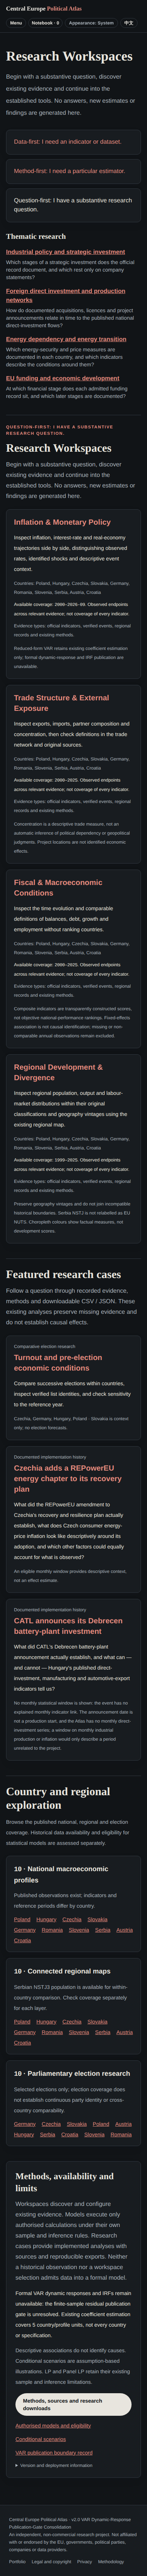 Central Europe Political Atlas
Menu Notebook · 0 Appearance: System 中文
Research Workspaces
Begin with a substantive question, discover
existing evidence and continue into the
established tools. No answers, new estimates or
findings are generated here.
Data-first: I need an indicator or dataset.
Method-first: I need a particular estimator.
Question-first: I have a substantive research
question.
Thematic research
Industrial policy and strategic investment
Which stages of a strategic investment does the official
record document, and which rest only on company
statements?
Foreign direct investment and production
networks
How do documented acquisitions, licences and project
announcements relate in time to the published national
direct-investment flows?
Energy dependency and energy transition
Which energy-security and price measures are
documented in each country, and which indicators
describe the conditions around them?
EU funding and economic development
At which financial stage does each admitted funding
record sit, and which later stages are documented?
QUESTION-FIRST: I HAVE A SUBSTANTIVE
RESEARCH QUESTION.
Research Workspaces
Begin with a substantive question, discover
existing evidence and continue into the
established tools. No answers, new estimates or
findings are generated here.
Inflation & Monetary Policy
Inspect inflation, interest-rate and real-economy
trajectories side by side, distinguishing observed
rates, identified shocks and descriptive event
context.
Countries: Poland, Hungary, Czechia, Slovakia, Germany,
Romania, Slovenia, Serbia, Austria, Croatia
Available coverage: 2000–2026-09. Observed endpoints
across relevant evidence; not coverage of every indicator.
Evidence types: official indicators, verified events, regional
records and existing methods.
Reduced-form VAR retains existing coefficient estimation
only; formal dynamic response and IRF publication are
unavailable.
Trade Structure & External
Exposure
Inspect exports, imports, partner composition and
concentration, then check definitions in the trade
network and original sources.
Countries: Poland, Hungary, Czechia, Slovakia, Germany,
Romania, Slovenia, Serbia, Austria, Croatia
Available coverage: 2000–2025. Observed endpoints
across relevant evidence; not coverage of every indicator.
Evidence types: official indicators, verified events, regional
records and existing methods.
Concentration is a descriptive trade measure, not an
automatic inference of political dependency or geopolitical
judgments. Project locations are not identified economic
effects.
Fiscal & Macroeconomic
Conditions
Inspect the time evolution and comparable
definitions of balances, debt, growth and
employment without ranking countries.
Countries: Poland, Hungary, Czechia, Slovakia, Germany,
Romania, Slovenia, Serbia, Austria, Croatia
Available coverage: 2000–2025. Observed endpoints
across relevant evidence; not coverage of every indicator.
Evidence types: official indicators, verified events, regional
records and existing methods.
Composite indicators are transparently constructed scores,
not objective national performance rankings. Fixed-effects
association is not causal identification; missing or non-
comparable annual observations remain excluded.
Regional Development &
Divergence
Inspect regional population, output and labour-
market distributions within their original
classifications and geography vintages using the
existing regional map.
Countries: Poland, Hungary, Czechia, Slovakia, Germany,
Romania, Slovenia, Serbia, Austria, Croatia
Available coverage: 1999–2025. Observed endpoints
across relevant evidence; not coverage of every indicator.
Evidence types: official indicators, verified events, regional
records and existing methods.
Preserve geography vintages and do not join incompatible
historical boundaries. Serbia NSTJ is not relabelled as EU
NUTS. Choropleth colours show factual measures, not
development scores.
Featured research cases
Follow a question through recorded evidence,
methods and downloadable CSV / JSON. These
existing analyses preserve missing evidence and
do not establish causal effects.
Comparative election research
Turnout and pre-election
economic conditions
Compare successive elections within countries,
inspect verified list identities, and check sensitivity
to the reference year.
Czechia, Germany, Hungary, Poland · Slovakia is context
only; no election forecasts.
Documented implementation history
Czechia adds a REPowerEU
energy chapter to its recovery
plan
What did the REPowerEU amendment to
Czechia's recovery and resilience plan actually
establish, what does Czech consumer energy-
price inflation look like descriptively around its
adoption, and which other factors could equally
account for what is observed?
An eligible monthly window provides descriptive context,
not an effect estimate.
Documented implementation history
CATL announces its Debrecen
battery-plant investment
What did CATL's Debrecen battery-plant
announcement actually establish, and what can —
and cannot — Hungary's published direct-
investment, manufacturing and automotive-export
indicators tell us?
No monthly statistical window is shown: the event has no
explained monthly indicator link. The announcement date is
not a production start, and the Atlas has no monthly direct-
investment series; a window on monthly industrial
production or inflation would only describe a period
unrelated to the project.
Country and regional
exploration
Browse the published national, regional and election
coverage. Historical data availability and eligibility for
statistical models are assessed separately.
10 · National macroeconomic
profiles
Published observations exist; indicators and
reference periods differ by country.
Poland Hungary Czechia Slovakia
Germany Romania Slovenia Serbia Austria
Croatia
10 · Connected regional maps
Serbian NSTJ3 population is available for within-
country comparison. Check coverage separately
for each layer.
Poland Hungary Czechia Slovakia
Germany Romania Slovenia Serbia Austria
Croatia
10 · Parliamentary election research
Selected elections only; election coverage does
not establish continuous party identity or cross-
country comparability.
Germany Czechia Slovakia Poland Austria
Hungary Serbia Croatia Slovenia Romania
Methods, availability and
limits
Workspaces discover and configure
existing evidence. Models execute only
authorised calculations under their own
sample and inference rules. Research
cases provide implemented analyses with
sources and reproducible exports. Neither
a historical observation nor a workspace
selection admits data into a formal model.
Formal VAR dynamic responses and IRFs remain
unavailable: the finite-sample residual publication
gate is unresolved. Existing coefficient estimation
covers 5 country/profile units, not every country
or specification.
Descriptive associations do not identify causes.
Conditional scenarios are assumption-based
illustrations. LP and Panel LP retain their existing
sample and inference limitations.
Methods, sources and research
downloads
Authorised models and eligibility
Conditional scenarios
VAR publication boundary record
Version and deployment information
Central Europe Political Atlas · v2.0 VAR Dynamic-Response
Publication-Gate Consolidation
An independent, non-commercial research project. Not affiliated
with or endorsed by the EU, governments, political parties,
companies or data providers.
Portfolio Legal and copyright Privacy Methodology